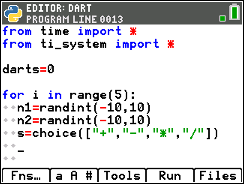 EDITOR: DART
PROGRAM LINE 0013
from time import *
from ti_system import *
darts=0
for i in range(5):
··n1=randint(-10,10)
··n2=randint(-10,10)
··s=choice(["+","-","*","/"])
··_
Fns… a A # Tools Run Files